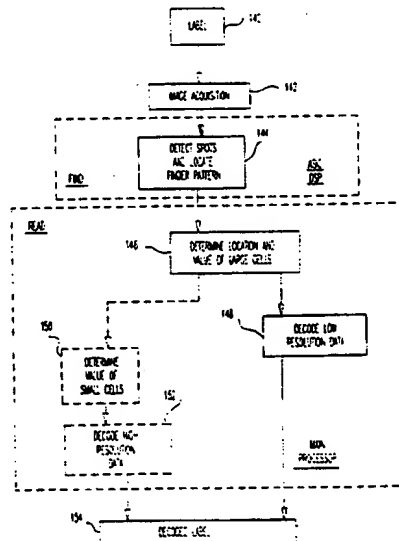 LABEL
140
IMAGE ACQUISITION
142
DETECT SPOTS
AND LOCATE
FINDER PATTERN
144
FIND
ASIC
DSP
READ
146
DETERMINE LOCATION AND
VALUE OF LARGE CELLS
148
DECODE LOW
RESOLUTION DATA
150
DETERMINE
VALUE OF
SMALL CELLS
152
DECODE HIGH
RESOLUTION
DATA
MAIN
PROCESSOR
154
DECODED LABEL